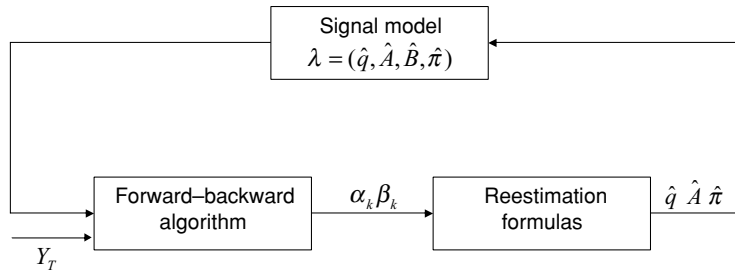 Signal model
λ = (q̂, Â, B̂, π̂)
Forward–backward
algorithm
α_k β_k
Reestimation
formulas
q̂ Â π̂
Y_T